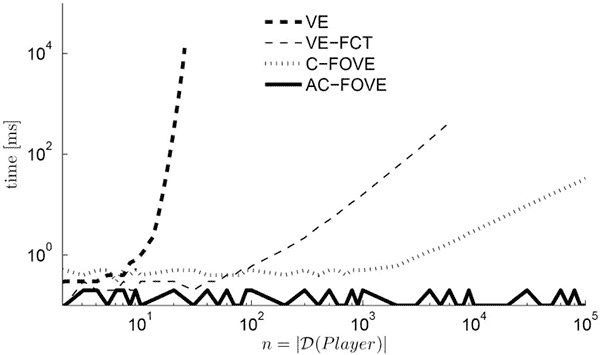 VE
VE−FCT
C−FOVE
AC−FOVE
time [ms]
10^4
10^2
10^0
10^1 10^2 10^3 10^4 10^5
n = |𝒟(Player)|